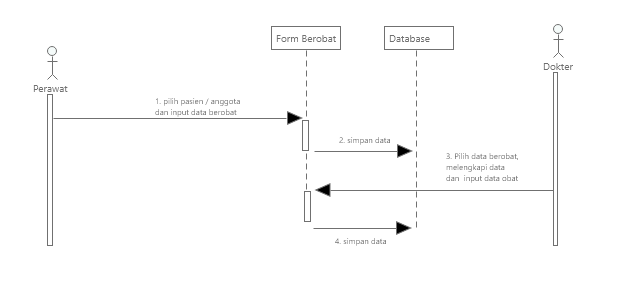 Form Berobat
Database
Perawat
Dokter
1. pilih pasien / anggota
dan input data berobat
2. simpan data
3. Pilih data berobat,
melengkapi data
dan input data obat
4. simpan data